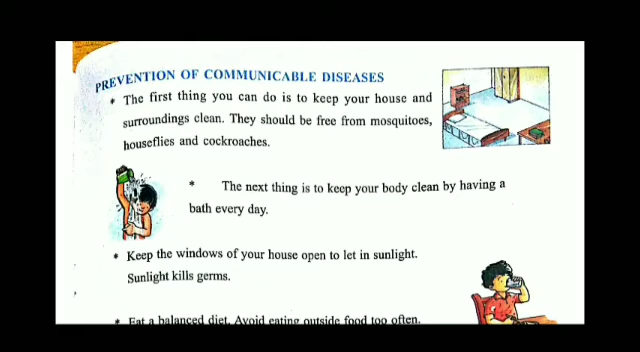 PREVENTION OF COMMUNICABLE DISEASES
* The first thing you can do is to keep your house and
surroundings clean. They should be free from mosquitoes,
houseflies and cockroaches.
* The next thing is to keep your body clean by having a
bath every day.
* Keep the windows of your house open to let in sunlight.
Sunlight kills germs.
* Eat a balanced diet. Avoid eating outside food too often.